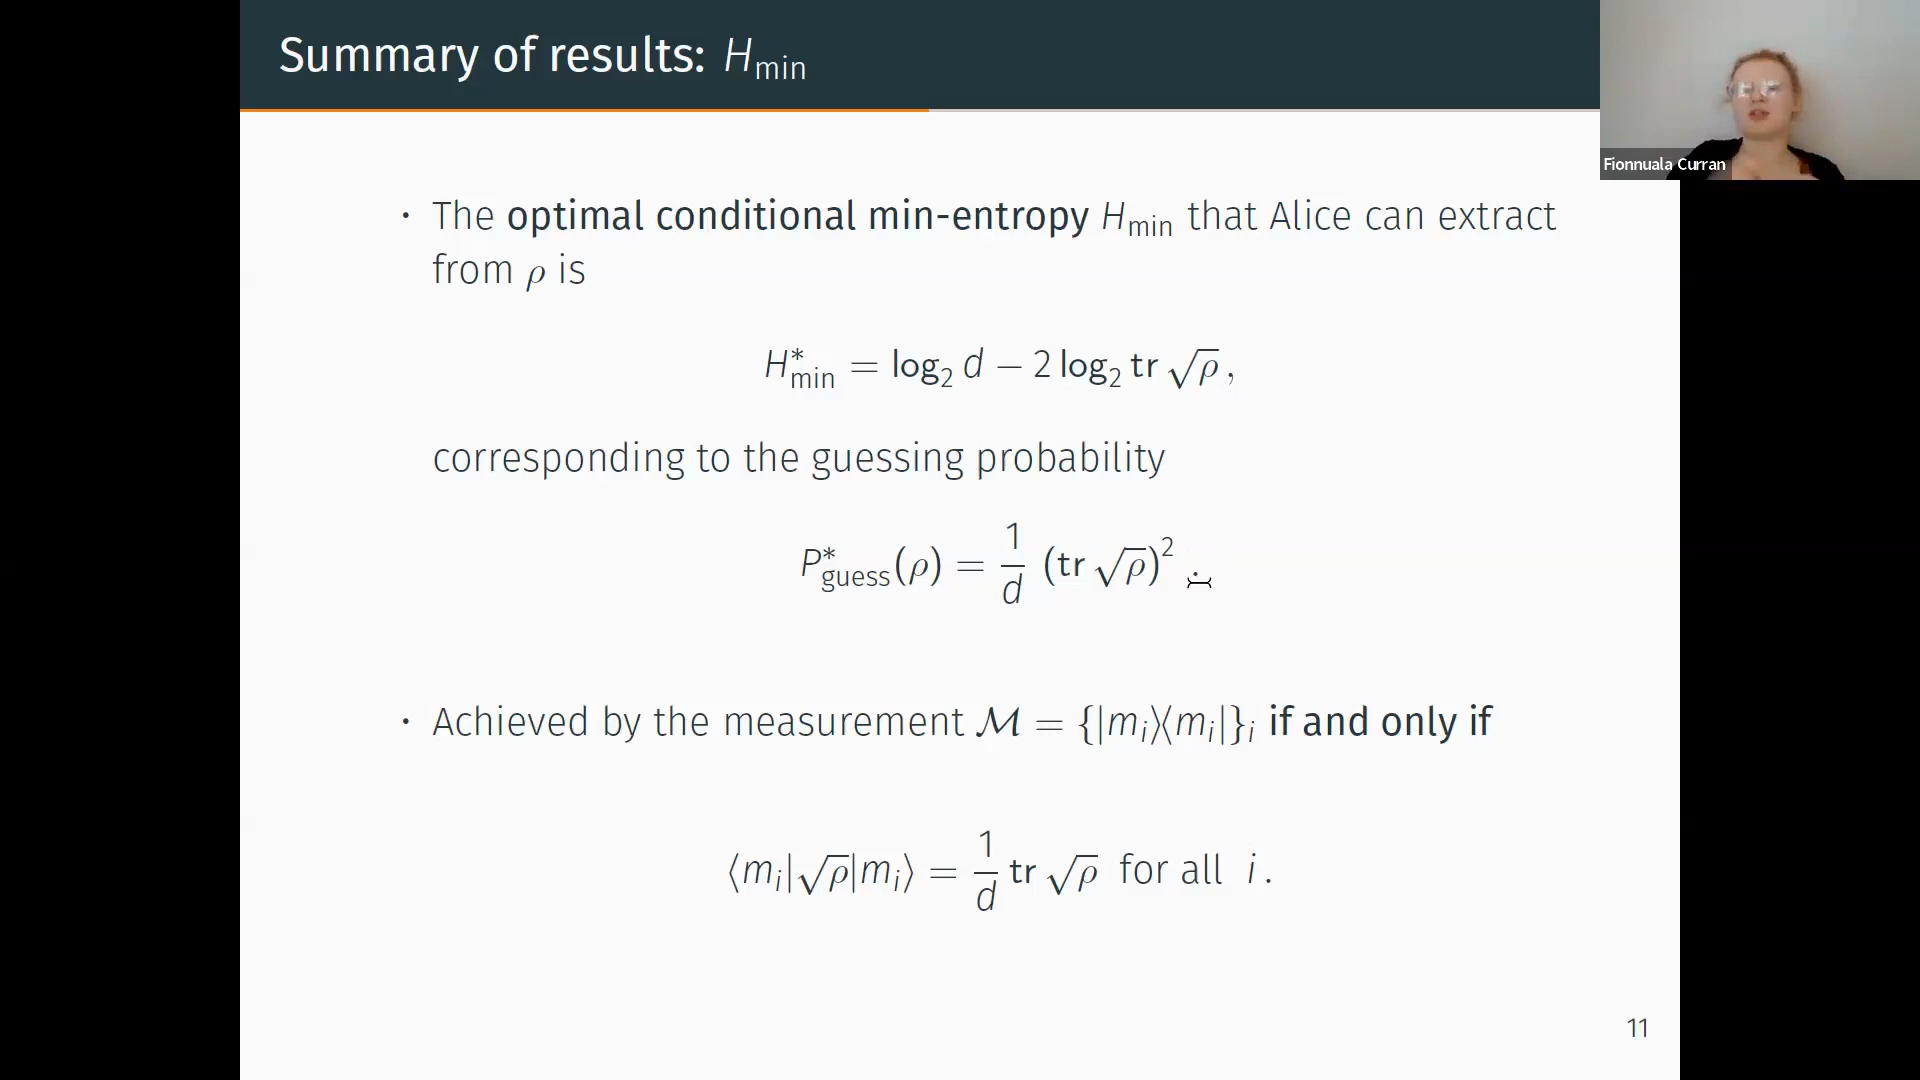 Summary of results: H_min
Fionnuala Curran
• The optimal conditional min-entropy H_min that Alice can extract
from ρ is
H*_min = log₂ d − 2 log₂ tr √ρ ,
corresponding to the guessing probability
P*_guess(ρ) = 1/d (tr √ρ)² .
• Achieved by the measurement ℳ = {|m_i⟩⟨m_i|}_i if and only if
⟨m_i|√ρ|m_i⟩ = 1/d tr √ρ for all i .
11